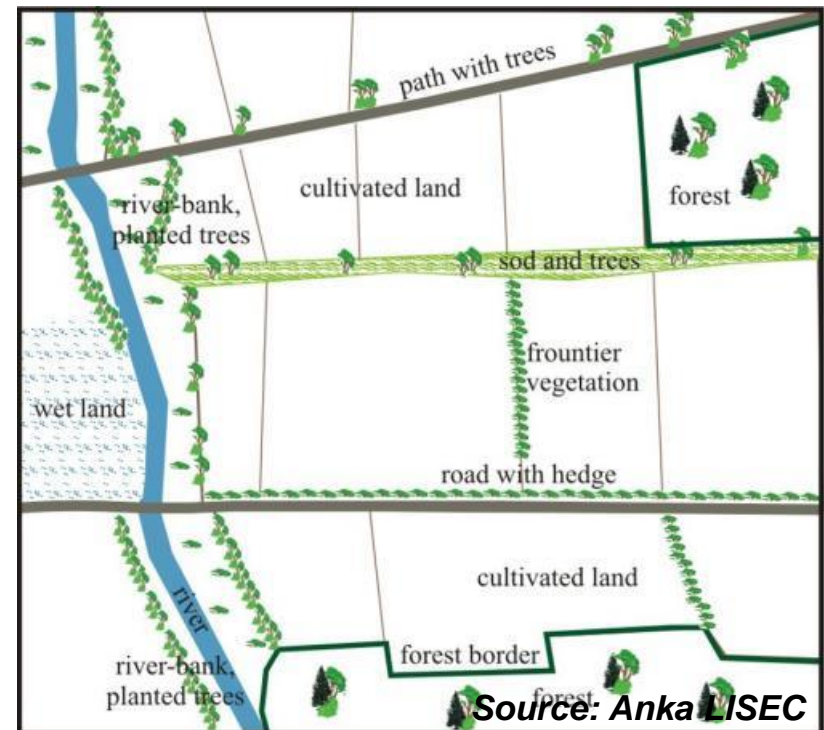 path with trees
cultivated land
forest
river-bank,
planted trees
sod and trees
frountier
vegetation
wet land
road with hedge
cultivated land
river
forest border
river-bank,
planted trees
forest
Source: Anka LISEC